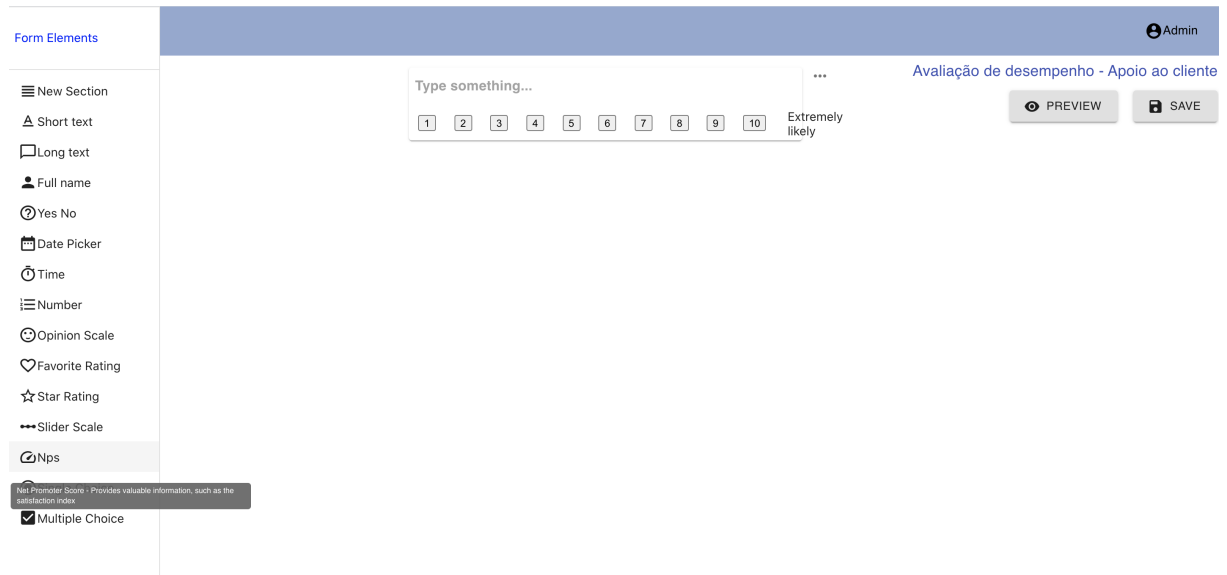 Form Elements
Admin
New Section
Short text
Long text
Full name
Yes No
Date Picker
Time
Number
Opinion Scale
Favorite Rating
Star Rating
Slider Scale
Nps
Net Promoter Score - Provides valuable information, such as the
satisfaction index
Multiple Choice
Type something...
1 2 3 4 5 6 7 8 9 10
Extremely
likely
Avaliação de desempenho - Apoio ao cliente
PREVIEW SAVE